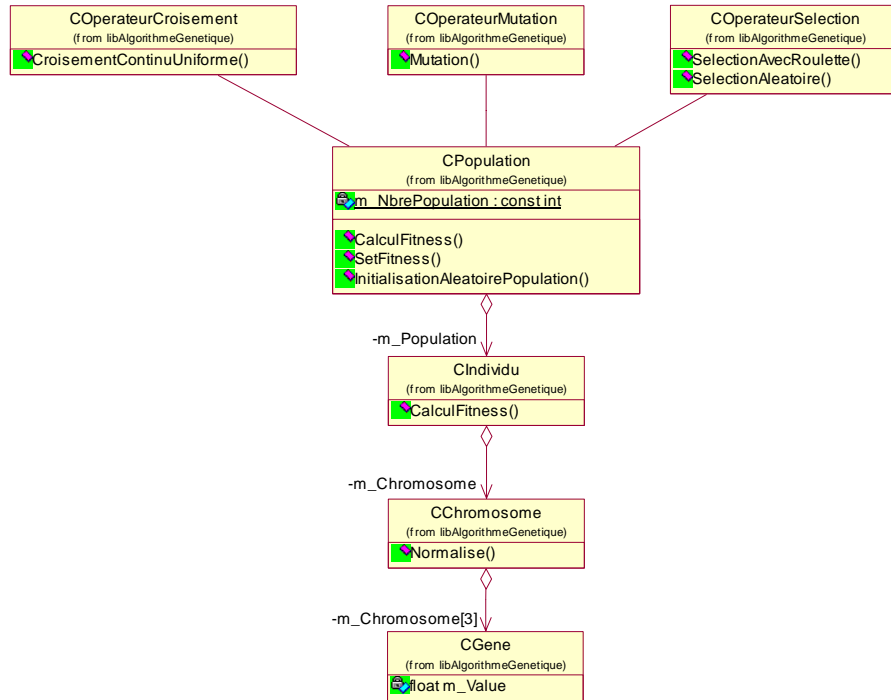 COperateurCroisement
(from libAlgorithmeGenetique)
CroisementContinuUniforme()
COperateurMutation
(from libAlgorithmeGenetique)
Mutation()
COperateurSelection
(from libAlgorithmeGenetique)
SelectionAvecRoulette()
SelectionAleatoire()
CPopulation
(from libAlgorithmeGenetique)
m_NbrePopulation : const int
CalculFitness()
SetFitness()
InitialisationAleatoirePopulation()
-m_Population
CIndividu
(from libAlgorithmeGenetique)
CalculFitness()
-m_Chromosome
CChromosome
(from libAlgorithmeGenetique)
Normalise()
-m_Chromosome[3]
CGene
(from libAlgorithmeGenetique)
float m_Value